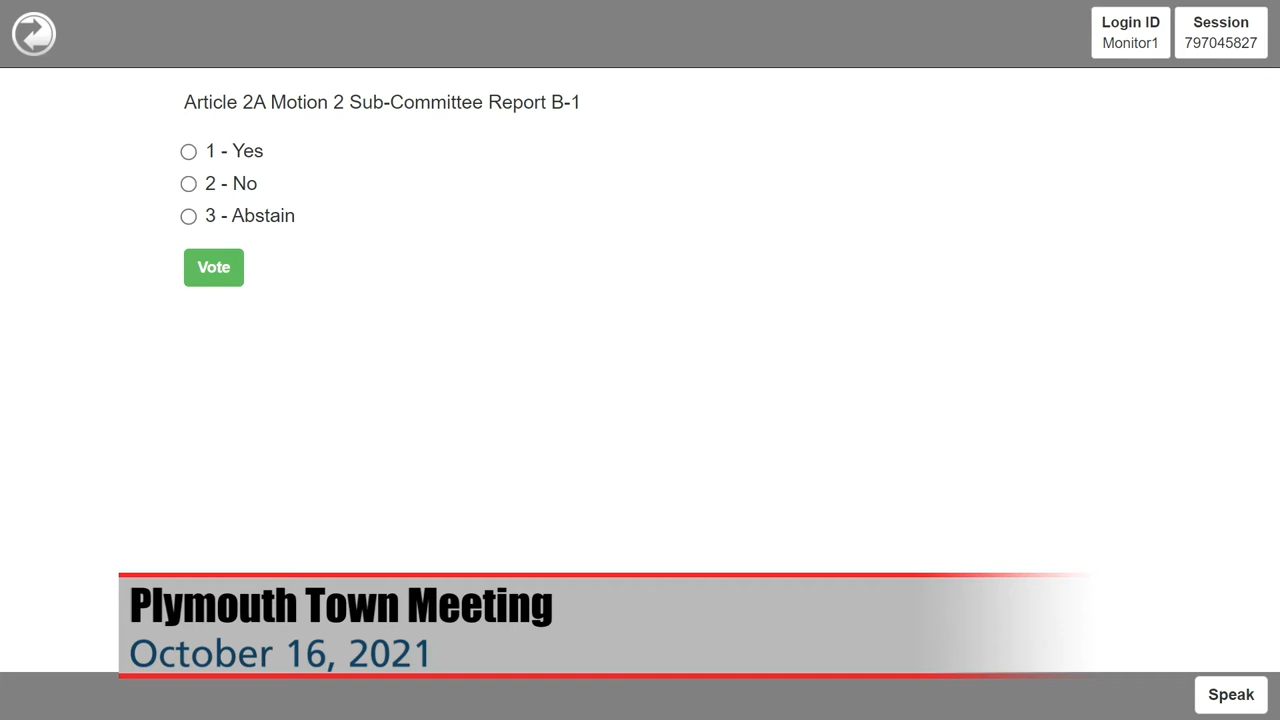 Login ID
Monitor1
Session
797045827
Article 2A Motion 2 Sub-Committee Report B-1
1 - Yes
2 - No
3 - Abstain
Vote
Plymouth Town Meeting
October 16, 2021
Speak